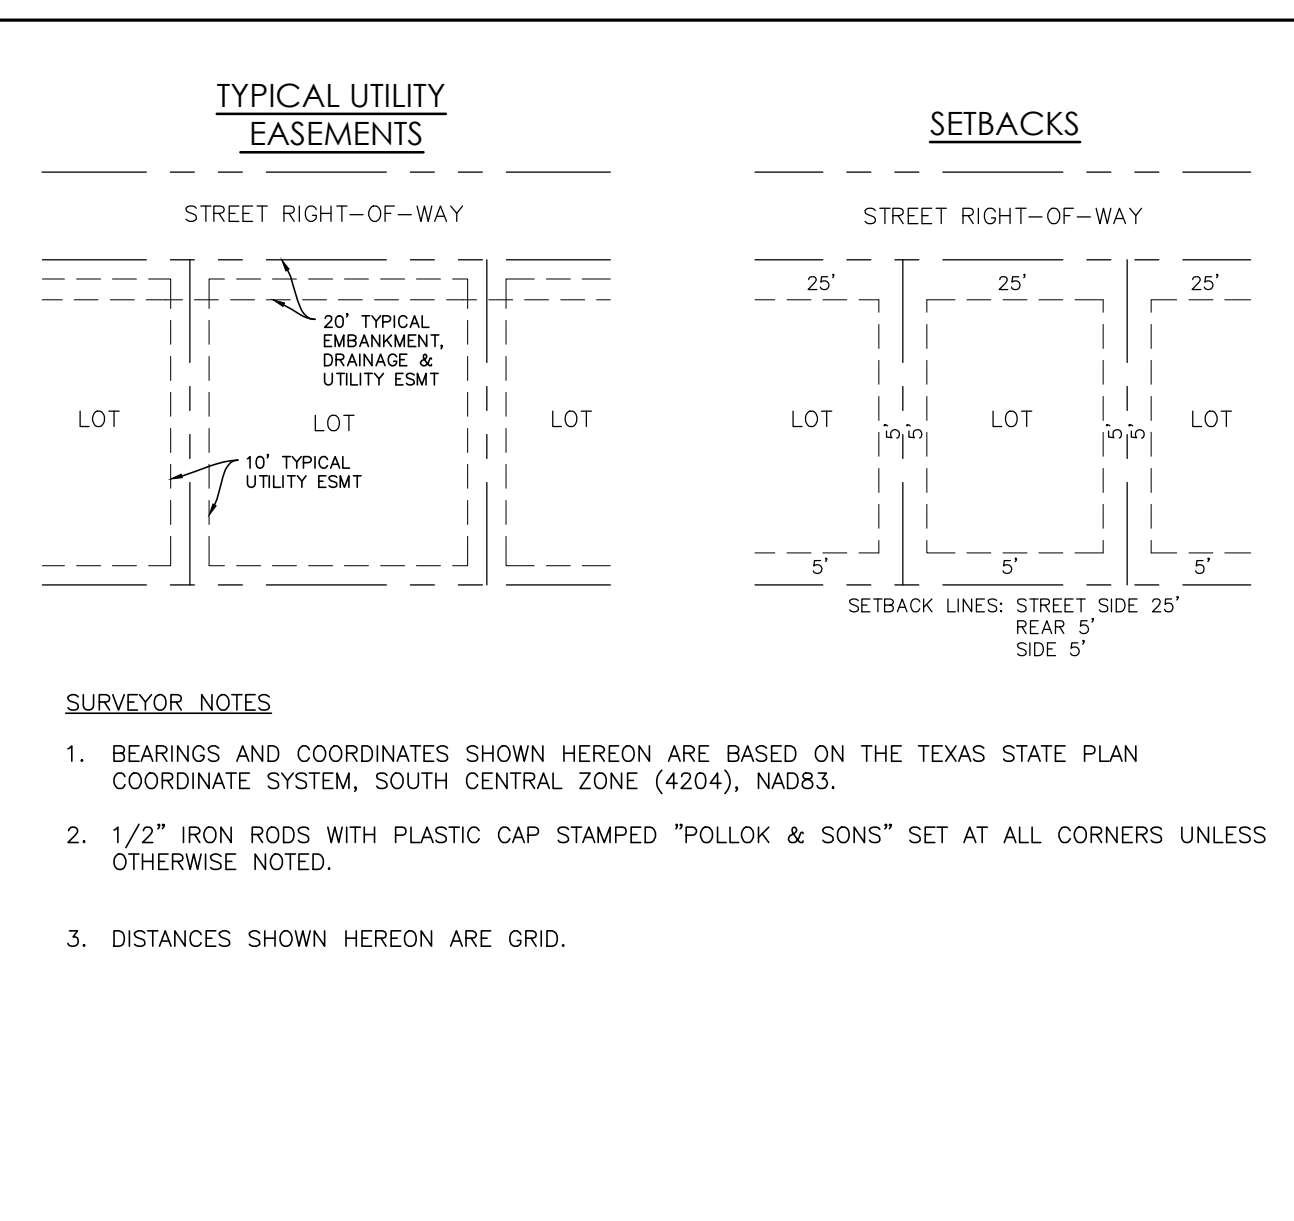 TYPICAL UTILITY
EASEMENTS
STREET RIGHT-OF-WAY
20' TYPICAL
EMBANKMENT,
DRAINAGE &
UTILITY ESMT
LOT
LOT
LOT
10' TYPICAL
UTILITY ESMT
SETBACKS
STREET RIGHT-OF-WAY
25'
25'
25'
LOT
LOT
LOT
5'
5'
5'
5'
5'
5'
5'
SETBACK LINES: STREET SIDE 25'
REAR 5'
SIDE 5'
SURVEYOR NOTES
1. BEARINGS AND COORDINATES SHOWN HEREON ARE BASED ON THE TEXAS STATE PLAN
COORDINATE SYSTEM, SOUTH CENTRAL ZONE (4204), NAD83.
2. 1/2" IRON RODS WITH PLASTIC CAP STAMPED "POLLOK & SONS" SET AT ALL CORNERS UNLESS
OTHERWISE NOTED.
3. DISTANCES SHOWN HEREON ARE GRID.